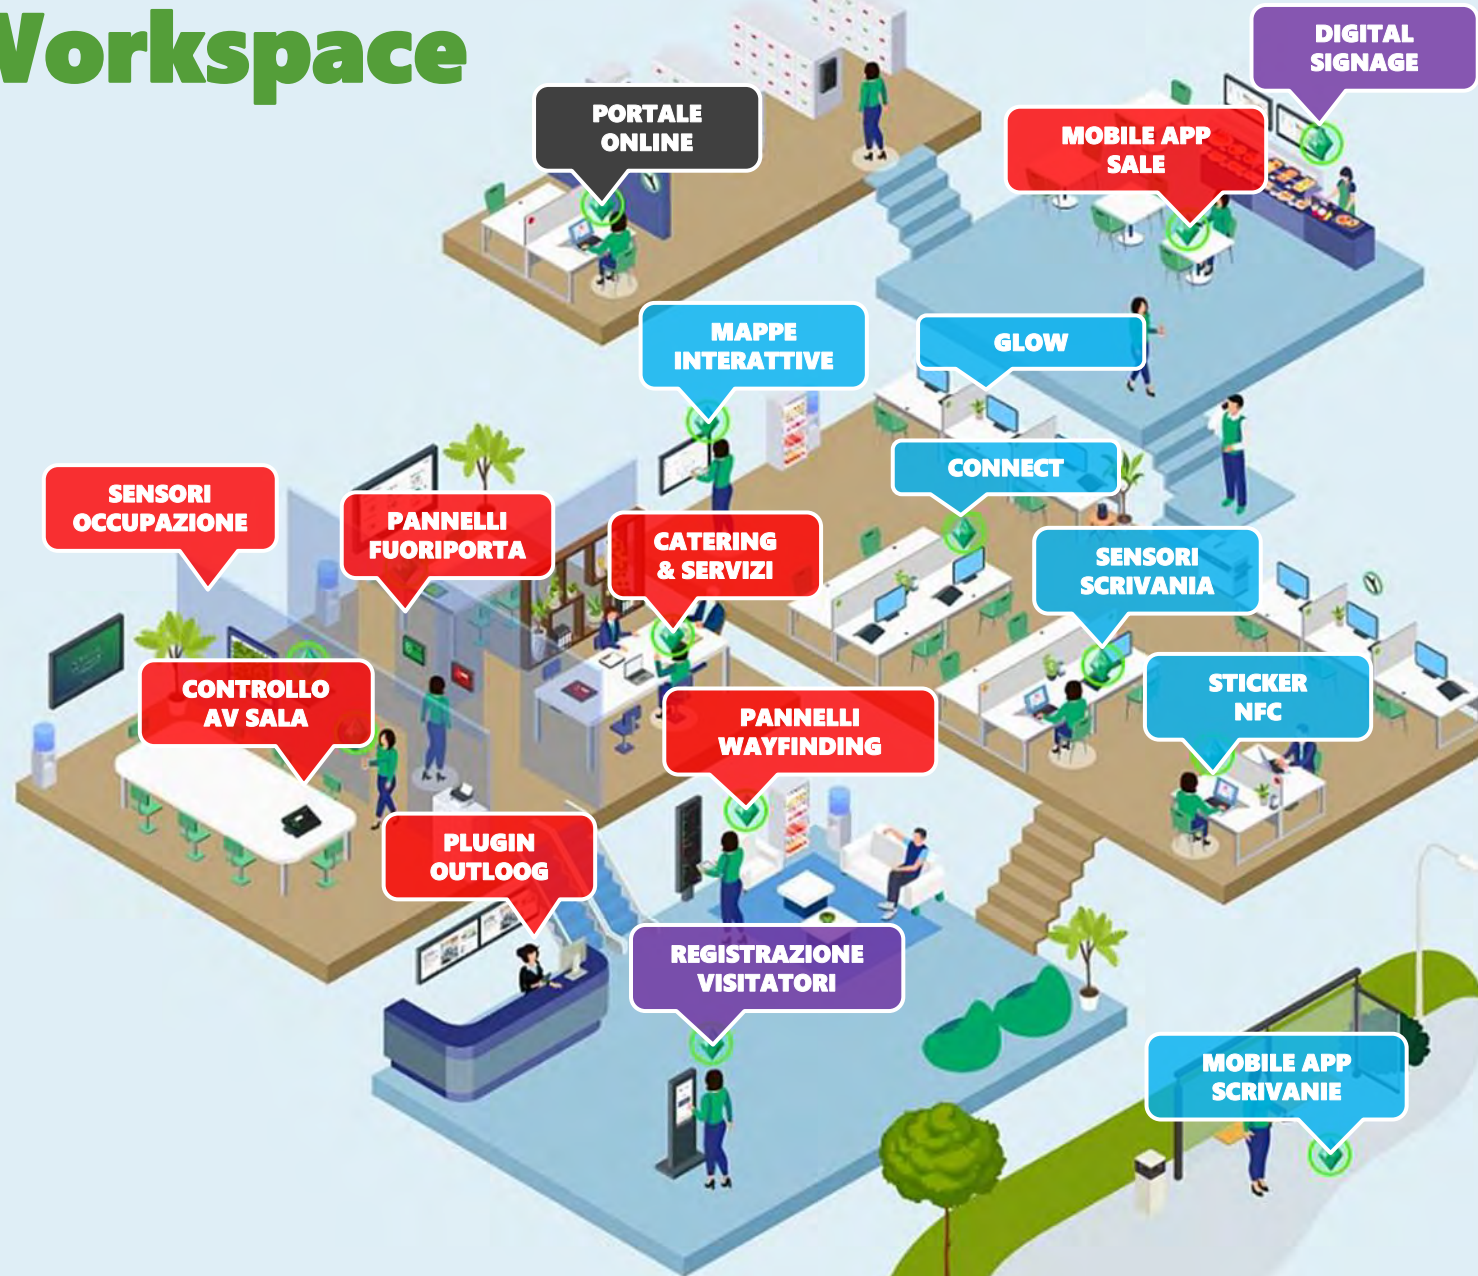 Workspace
DIGITAL
SIGNAGE
PORTALE
ONLINE
MOBILE APP
SALE
MAPPE
INTERATTIVE
GLOW
CONNECT
SENSORI
OCCUPAZIONE
PANNELLI
FUORIPORTA
CATERING
& SERVIZI
SENSORI
SCRIVANIA
CONTROLLO
AV SALA
STICKER
NFC
PANNELLI
WAYFINDING
PLUGIN
OUTLOOG
REGISTRAZIONE
VISITATORI
MOBILE APP
SCRIVANIE